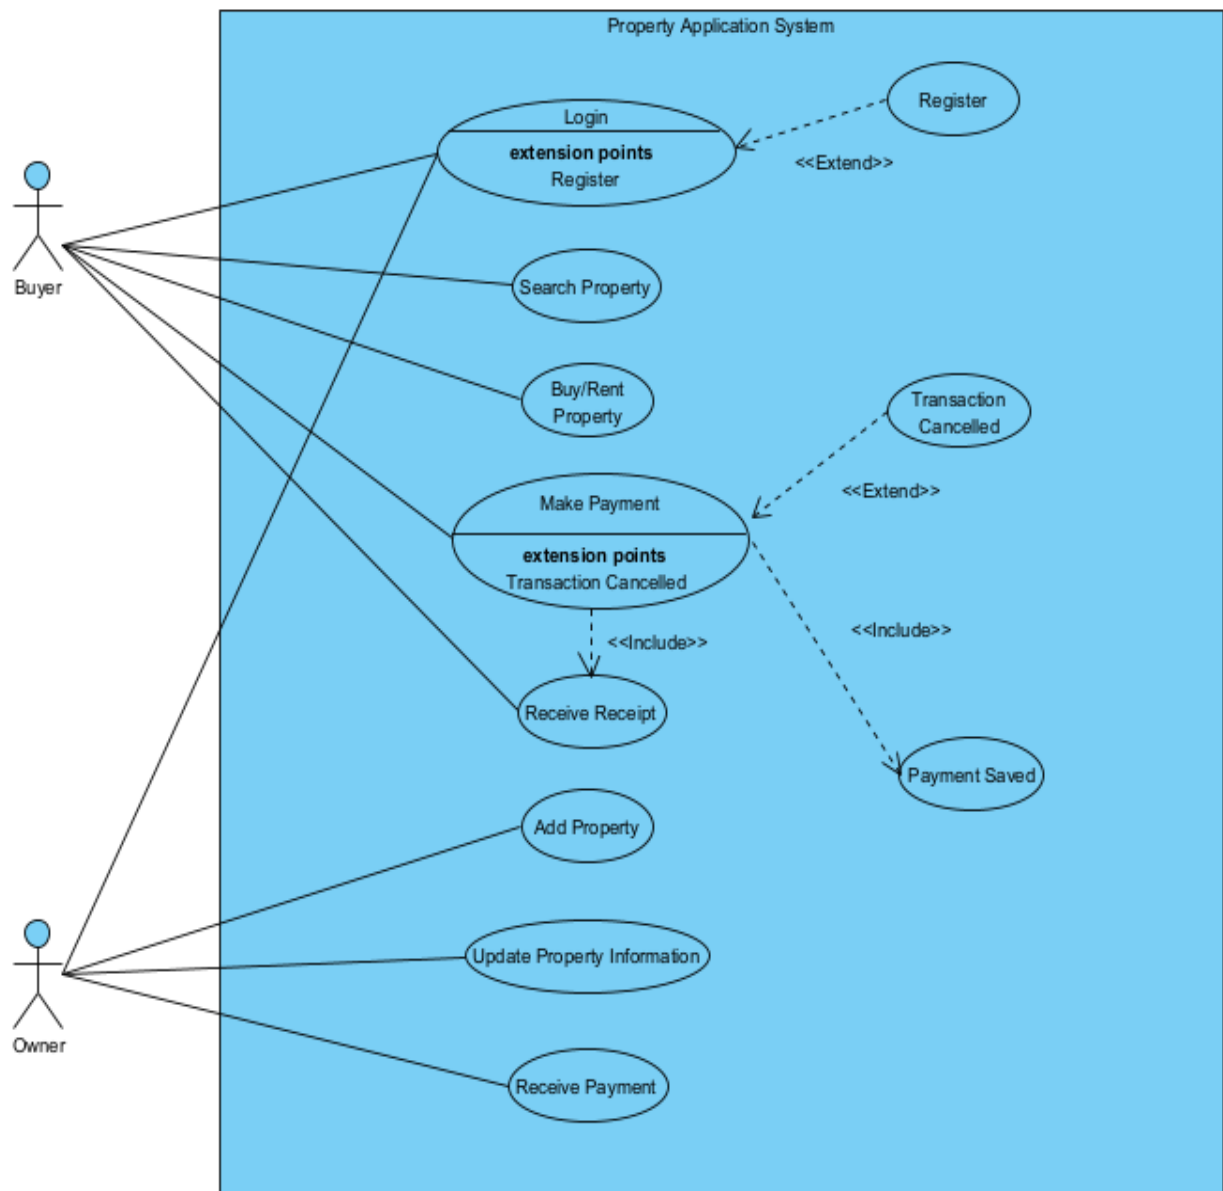 Property Application System
Register
Login
extension points
Register
<<Extend>>
Buyer
Search Property
Buy/Rent
Property
Transaction
Cancelled
<<Extend>>
Make Payment
extension points
Transaction Cancelled
<<Include>>
<<Include>>
Receive Receipt
Payment Saved
Add Property
Update Property Information
Owner
Receive Payment